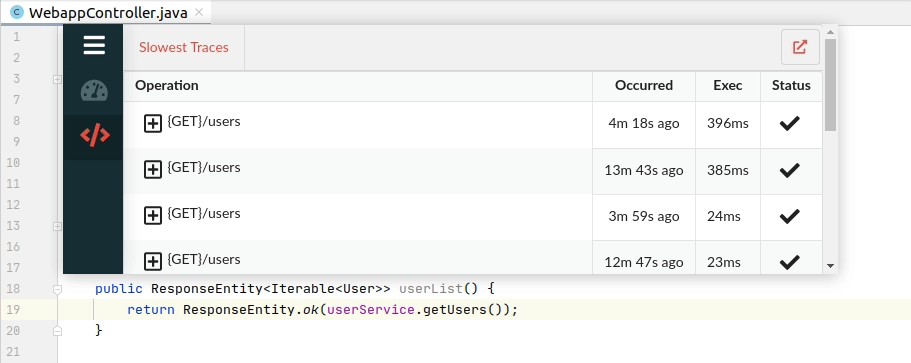 WebappController.java
1
2
3
7
8
9
10
11
12
13
16
17
18
19
20
21
Slowest Traces
Operation Occurred Exec Status
{GET}/users 4m 18s ago 396ms
{GET}/users 13m 43s ago 385ms
{GET}/users 3m 59s ago 24ms
{GET}/users 12m 47s ago 23ms
public ResponseEntity<Iterable<User>> userList() {
return ResponseEntity.ok(userService.getUsers());
}